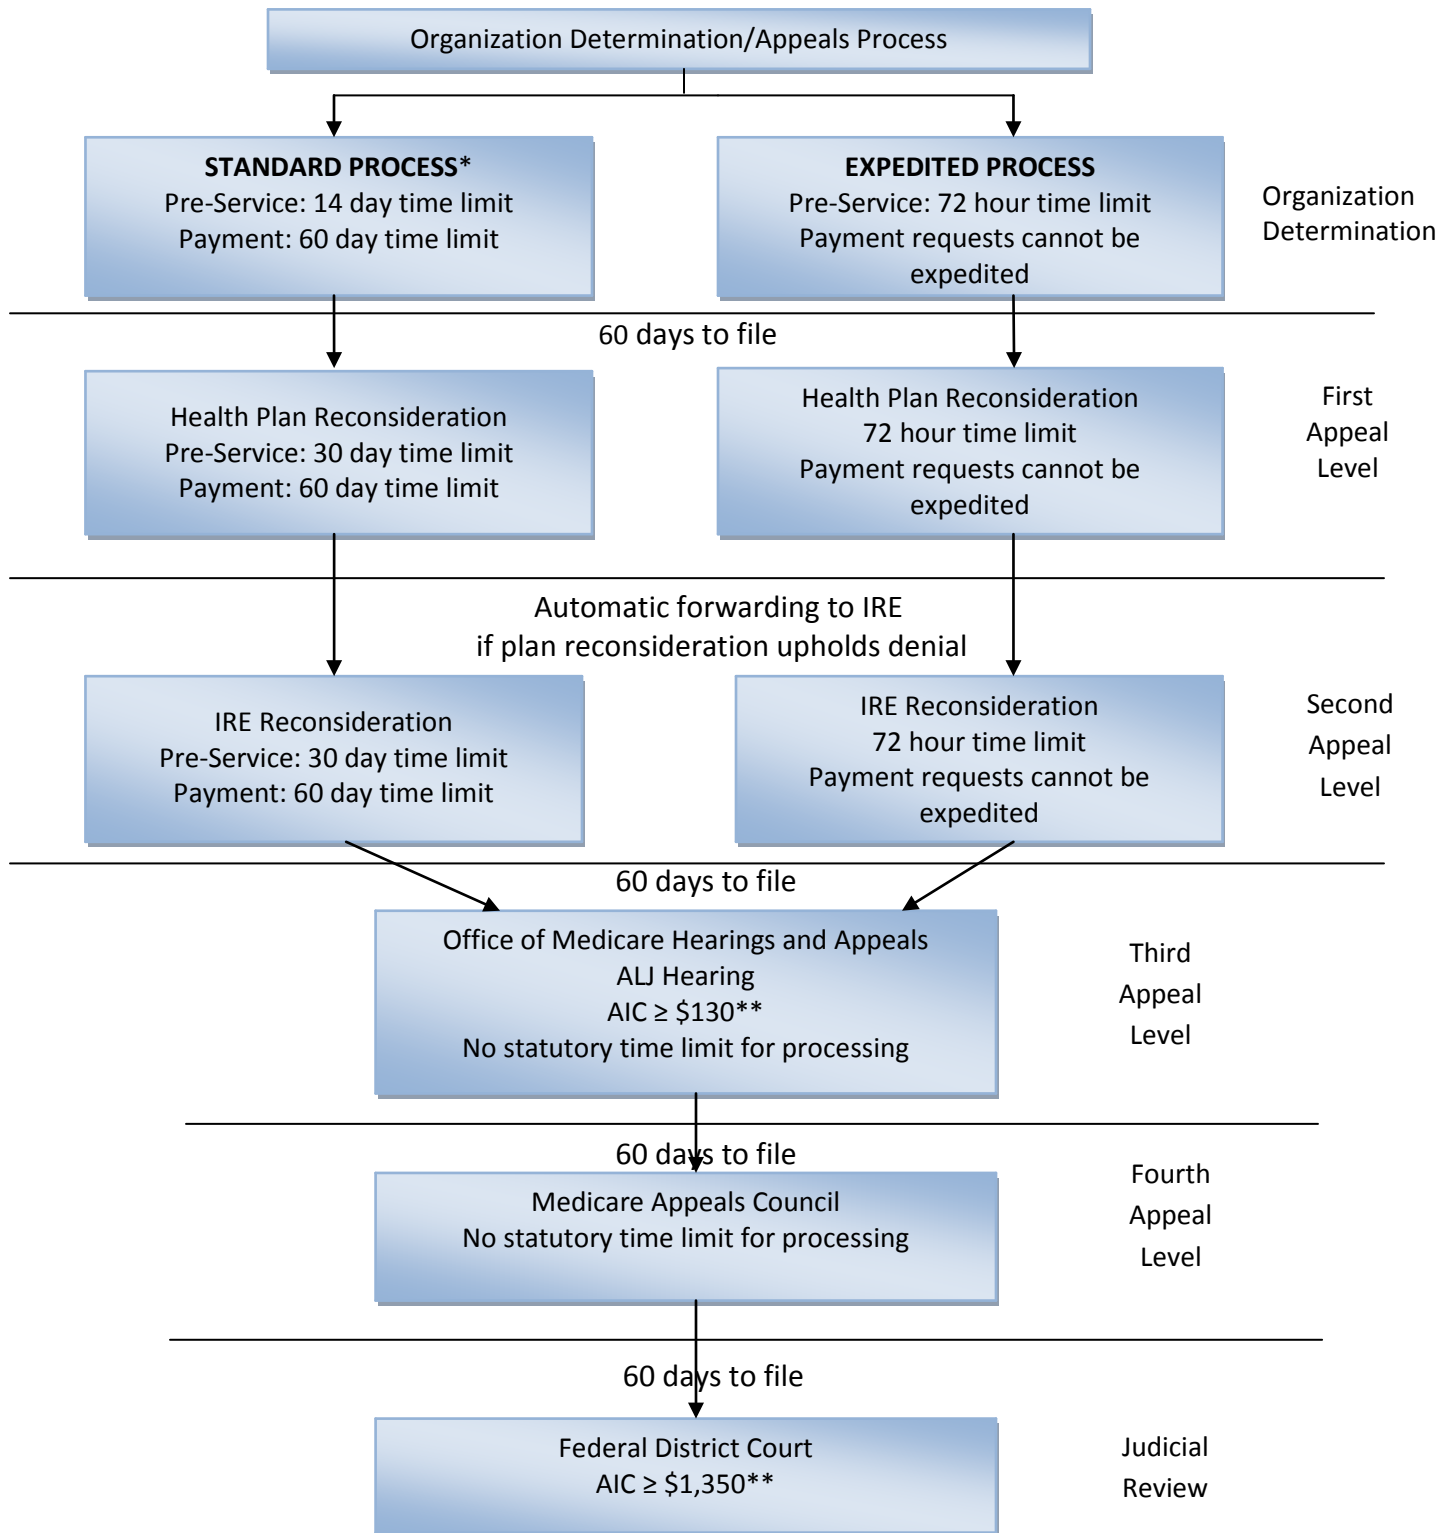 Organization Determination/Appeals Process
STANDARD PROCESS*
Pre-Service: 14 day time limit
Payment: 60 day time limit
EXPEDITED PROCESS
Pre-Service: 72 hour time limit
Payment requests cannot be
expedited
Organization
Determination
60 days to file
Health Plan Reconsideration
Pre-Service: 30 day time limit
Payment: 60 day time limit
Health Plan Reconsideration
72 hour time limit
Payment requests cannot be
expedited
First
Appeal
Level
Automatic forwarding to IRE
if plan reconsideration upholds denial
IRE Reconsideration
Pre-Service: 30 day time limit
Payment: 60 day time limit
IRE Reconsideration
72 hour time limit
Payment requests cannot be
expedited
Second
Appeal
Level
60 days to file
Office of Medicare Hearings and Appeals
ALJ Hearing
AIC ≥ $130**
No statutory time limit for processing
Third
Appeal
Level
60 days to file
Medicare Appeals Council
No statutory time limit for processing
Fourth
Appeal
Level
60 days to file
Federal District Court
AIC ≥ $1,350**
Judicial
Review